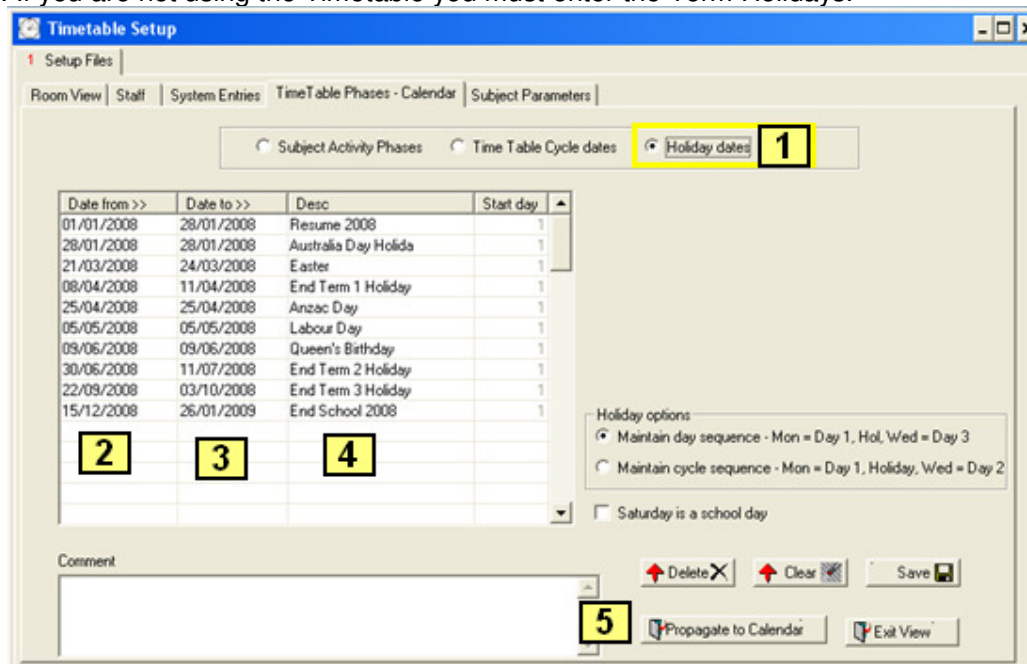 . If you are not using the Timetable you must enter the Term Holidays.
Timetable Setup
1 Setup Files
Room View Staff System Entries TimeTable Phases - Calendar Subject Parameters
Subject Activity Phases Time Table Cycle dates Holiday dates 1
Date from >> Date to >> Desc Start day
01/01/2008 28/01/2008 Resume 2008 1
28/01/2008 28/01/2008 Australia Day Holida 1
21/03/2008 24/03/2008 Easter 1
08/04/2008 11/04/2008 End Term 1 Holiday 1
25/04/2008 25/04/2008 Anzac Day 1
05/05/2008 05/05/2008 Labour Day 1
09/06/2008 09/06/2008 Queen's Birthday 1
30/06/2008 11/07/2008 End Term 2 Holiday 1
22/09/2008 03/10/2008 End Term 3 Holiday 1
15/12/2008 26/01/2009 End School 2008 1
2 3 4
Holiday options
Maintain day sequence - Mon = Day 1, Hol, Wed = Day 3
Maintain cycle sequence - Mon = Day 1, Holiday, Wed = Day 2
Saturday is a school day
Comment
Delete Clear Save
5 Propagate to Calendar Exit View